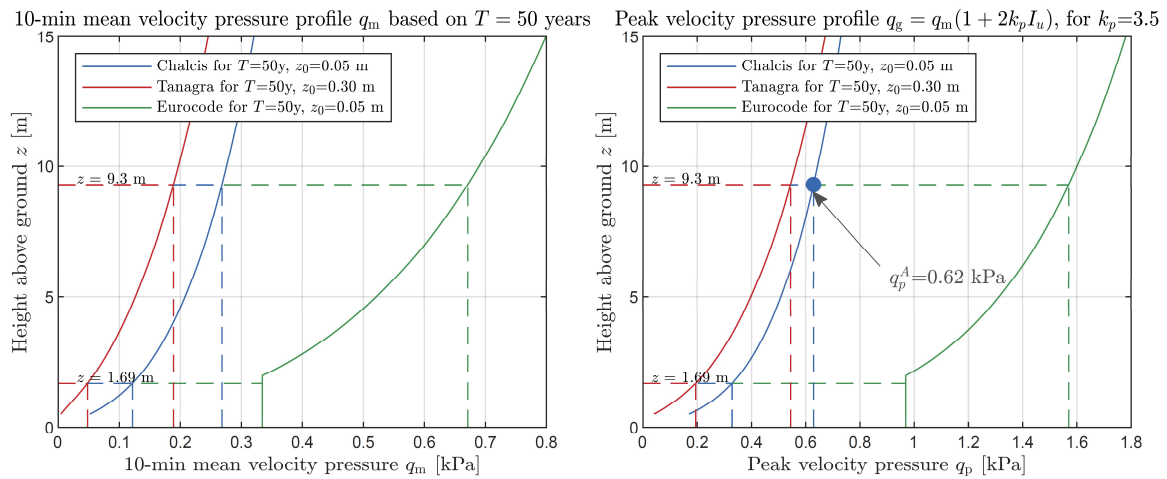 10-min mean velocity pressure profile qm based on T = 50 years
15
10
5
0
Height above ground z [m]
Chalcis for T=50y, z0=0.05 m
Tanagra for T=50y, z0=0.30 m
Eurocode for T=50y, z0=0.05 m
z = 9.3 m
z = 1.69 m
0 0.1 0.2 0.3 0.4 0.5 0.6 0.7 0.8
10-min mean velocity pressure qm [kPa]
Peak velocity pressure profile qg = qm(1 + 2kpIu), for kp=3.5
15
10
5
0
Height above ground z [m]
Chalcis for T=50y, z0=0.05 m
Tanagra for T=50y, z0=0.30 m
Eurocode for T=50y, z0=0.05 m
z = 9.3 m
qpA=0.62 kPa
z = 1.69 m
0 0.2 0.4 0.6 0.8 1 1.2 1.4 1.6 1.8
Peak velocity pressure qp [kPa]